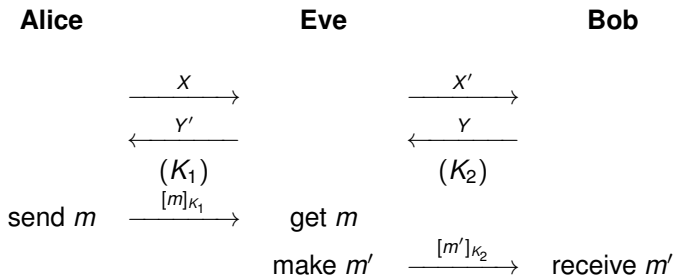 Alice Eve Bob
X X′
Y′ Y
(K₁) (K₂)
send m [m]K₁ get m
make m′ [m′]K₂ receive m′